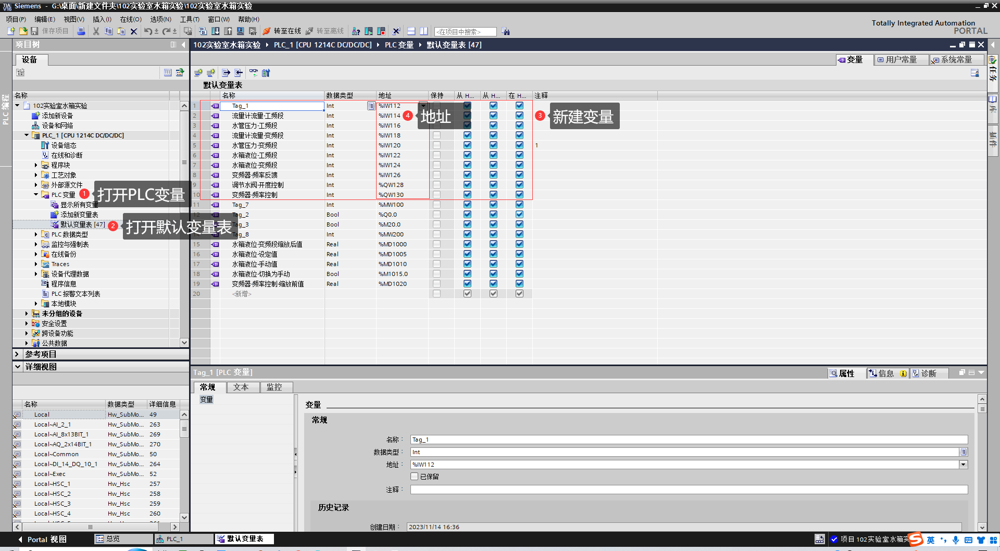 Siemens - G:\桌面\新建文件夹\102实验室水箱实验\102实验室水箱实验
项目(P) 编辑(E) 视图(V) 插入(I) 在线(O) 选项(N) 工具(T) 窗口(W) 帮助(H)
保存项目 转至在线 转至离线 <在项目中搜索>
Totally Integrated Automation
PORTAL
项目树
102实验室水箱实验 PLC_1 [CPU 1214C DC/DC/DC] PLC 变量 默认变量表 [47]
设备
变量 用户常量 系统常量
默认变量表
PLC 编程
任务
库
插件
名称
102实验室水箱实验
添加新设备
设备和网络
PLC_1 [CPU 1214C DC/DC/DC]
设备组态
在线和诊断
程序块
工艺对象
外部源文件
PLC 变量
显示所有变量
添加新变量表
默认变量表 [47]
PLC 数据类型
监控与强制表
在线备份
Traces
设备代理数据
程序信息
PLC 报警文本列表
本地模块
未分组的设备
安全设置
跨设备功能
公共数据
1 打开PLC变量
2 打开默认变量表
3 新建变量
4 地址
名称 数据类型 地址 保持 从 H... 从 H... 在 H... 注释
1 Tag_1 Int %IW112
2 流量计流量-工频段 Int %IW114
3 水管压力-工频段 Int %IW116
4 流量计流量-变频段 Int %IW118
5 水管压力-变频段 Int %IW120 1
6 水箱液位-工频段 Int %IW122
7 水箱液位-变频段 Int %IW124
8 变频器-频率反馈 Int %IW126
9 调节水阀-开度控制 Int %QW128
10 变频器-频率控制 Int %QW130
11 Tag_7 Int %MW100
12 Tag_2 Bool %Q0.0
Tag_3 Bool %M20.0
Tag_8 Int %MW200
15 水箱液位-变频段缩放后值 Real %MD1000
16 水箱液位-设定值 Real %MD1005
17 水箱液位-手动值 Real %MD1010
18 水箱液位-切换为手动 Bool %M1015.0
19 变频器-频率控制-缩放前值 Real %MD1020
20 <新增>
参考项目
详细视图
名称 数据类型 详细信息
Local Hw_SubMo... 49
Local~AI_2_1 Hw_SubMo... 263
Local~AI_8x13BIT_1 Hw_SubMo... 269
Local~AQ_2x14BIT_1 Hw_SubMo... 270
Local~Common Hw_SubMo... 50
Local~DI_14_DQ_10_1 Hw_SubMo... 264
Local~Exec Hw_SubMo... 52
Local~HSC_1 Hw_Hsc 257
Local~HSC_2 Hw_Hsc 258
Local~HSC_3 Hw_Hsc 259
Local~HSC_4 Hw_Hsc 260
Tag_1 [PLC 变量]
属性 信息 诊断
常规 文本 监控
变量
变量
常规
名称： Tag_1
数据类型： Int
地址： %IW112
已保留
注释：
历史记录
创建日期： 2023/11/14 16:36
Portal 视图 总览 PLC_1 默认变量表
项目 102实验室水箱实
英